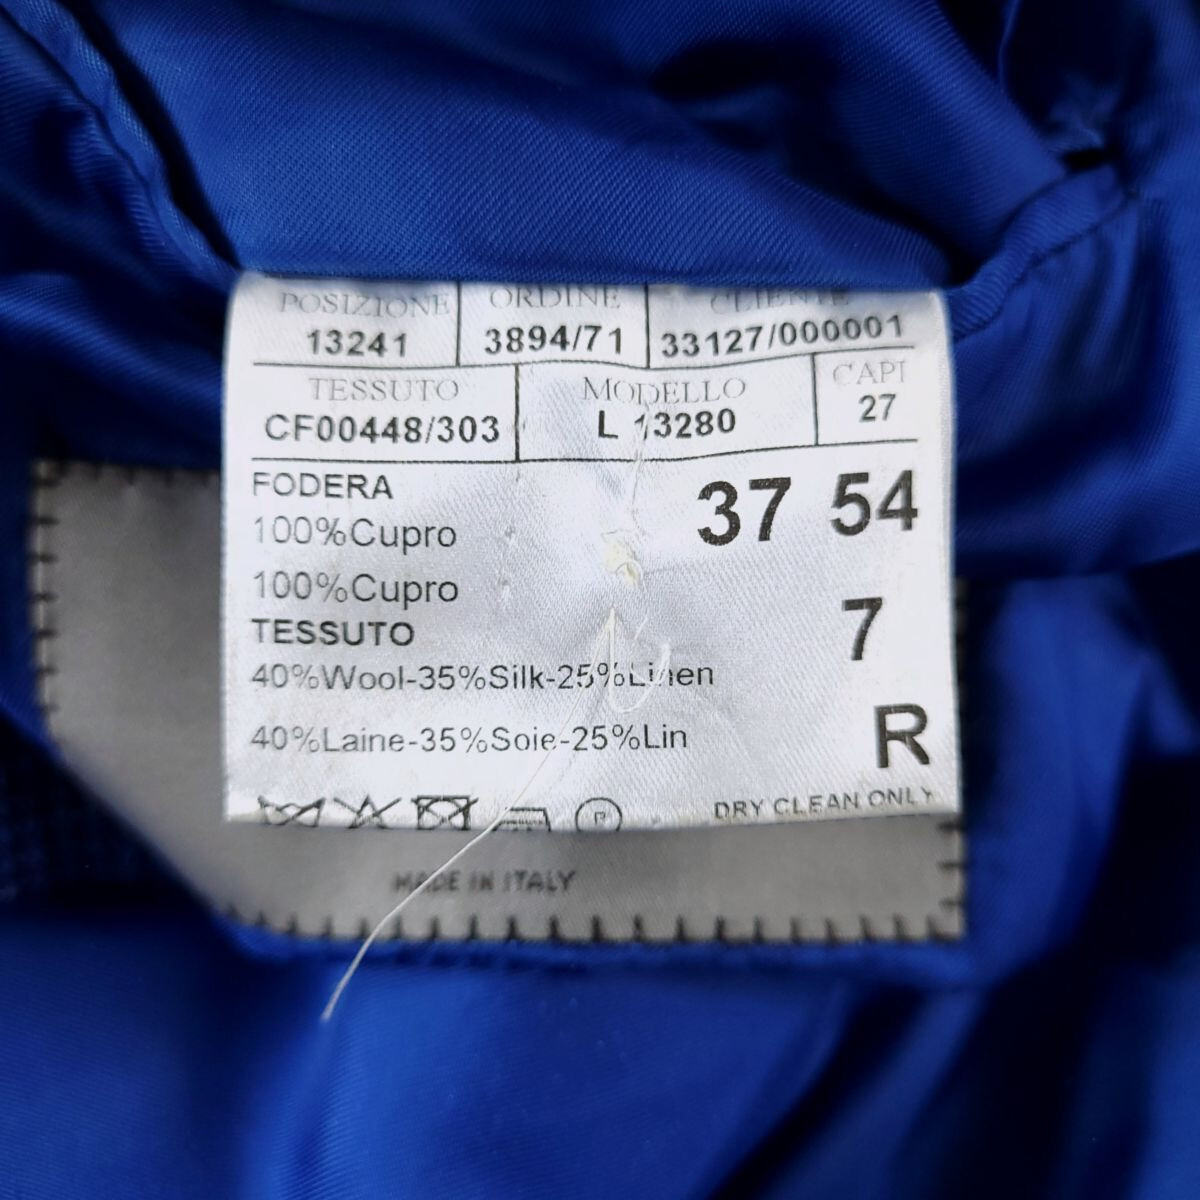 POSIZIONE ORDINE CLIENTE
13241 3894/71 33127/000001
TESSUTO MODELLO CAPI
CF00448/303 L 13280 27
FODERA
37 54
100%Cupro
100%Cupro
7
TESSUTO
40%Wool-35%Silk-25%Linen
40%Laine-35%Soie-25%Lin
R
R
DRY CLEAN ONLY
MADE IN ITALY